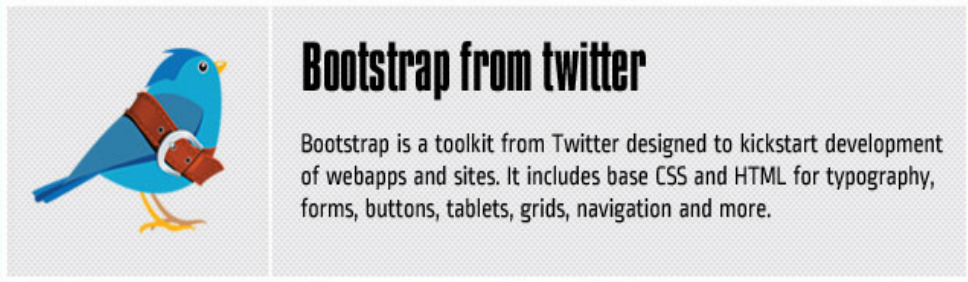 Bootstrap from twitter
Bootstrap is a toolkit from Twitter designed to kickstart development
of webapps and sites. It includes base CSS and HTML for typography,
forms, buttons, tablets, grids, navigation and more.